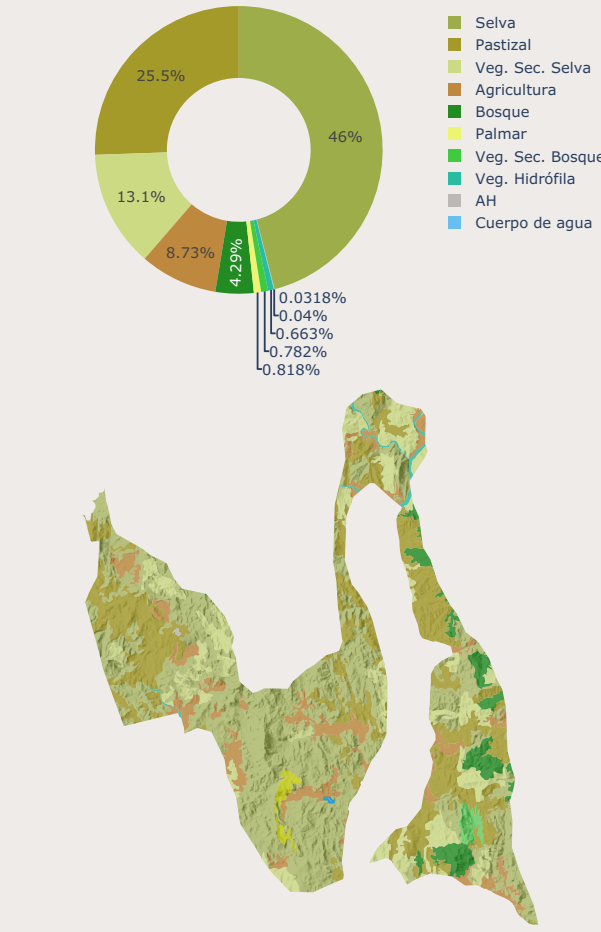 Selva
Pastizal
Veg. Sec. Selva
Agricultura
Bosque
Palmar
Veg. Sec. Bosque
Veg. Hidrófila
AH
Cuerpo de agua
25.5%
46%
13.1%
8.73%
4.29%
0.0318%
0.04%
0.663%
0.782%
0.818%